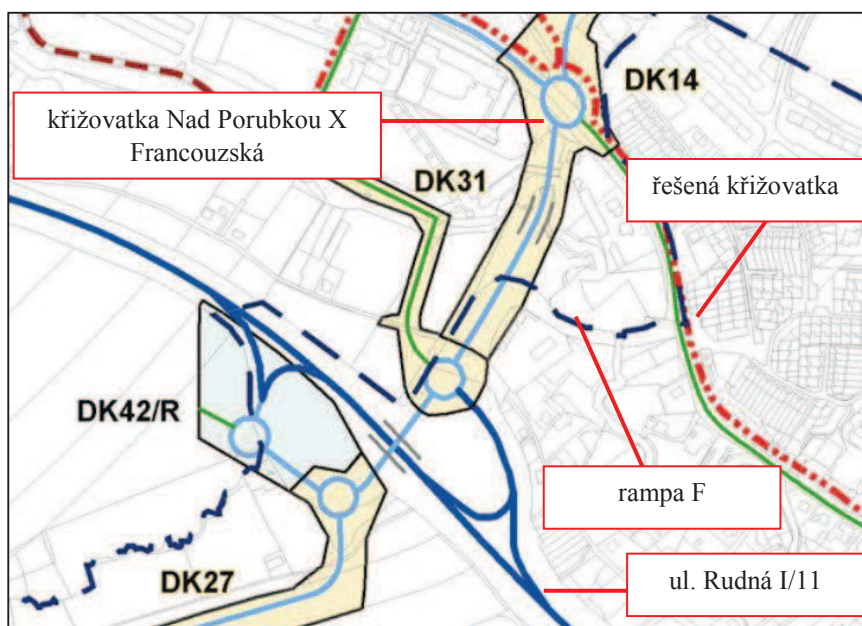 DK14
křižovatka Nad Porubkou X
Francouzská
DK31
řešená křižovatka
DK42/R
rampa F
DK27
ul. Rudná I/11